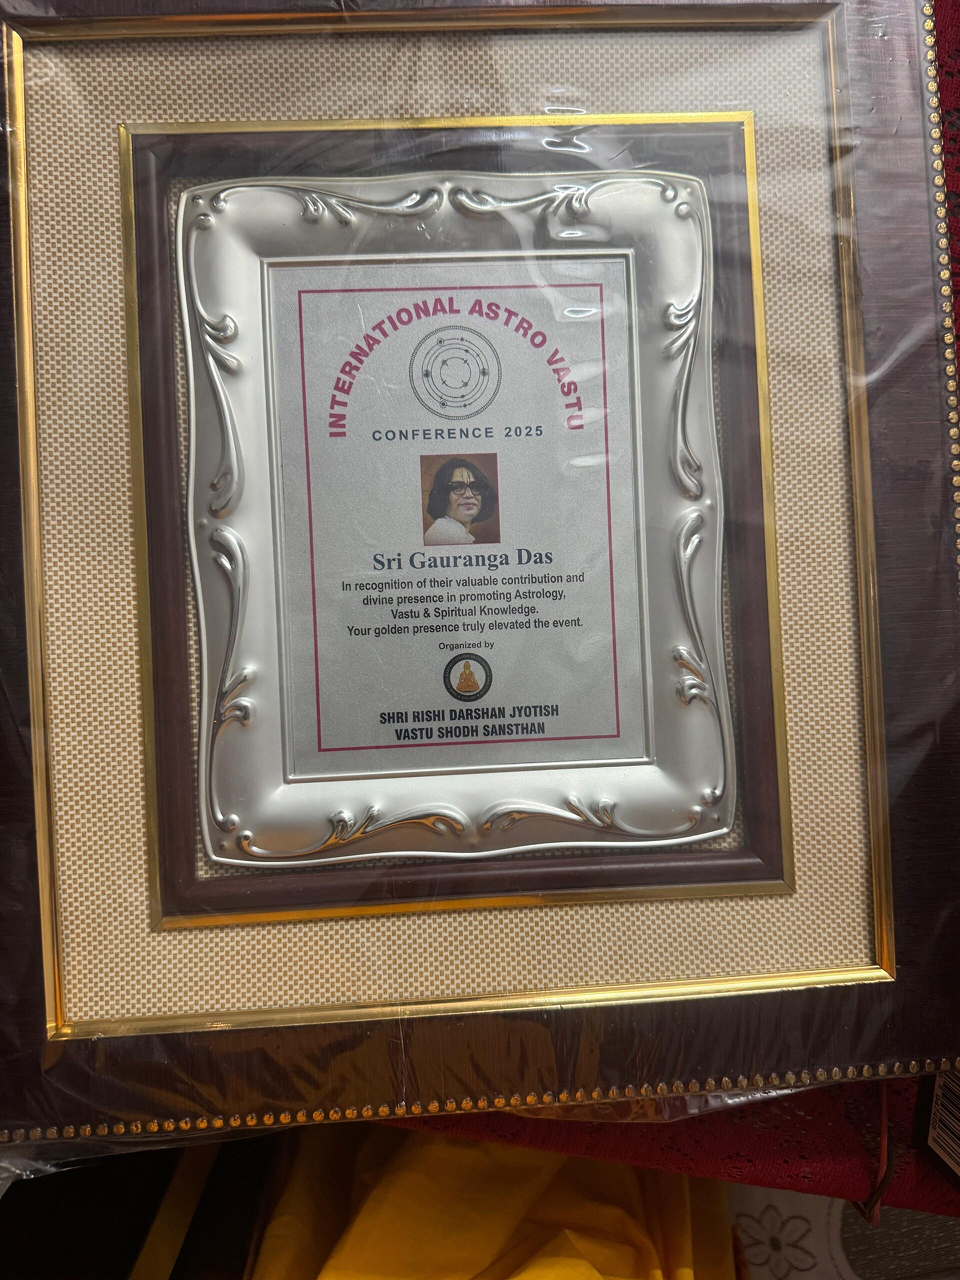 INTERNATIONAL ASTRO VASTU
CONFERENCE 2025
Sri Gauranga Das
In recognition of their valuable contribution and
divine presence in promoting Astrology,
Vastu & Spiritual Knowledge.
Your golden presence truly elevated the event.
Organized by
SHRI RISHI DARSHAN JYOTISH
VASTU SHODH SANSTHAN